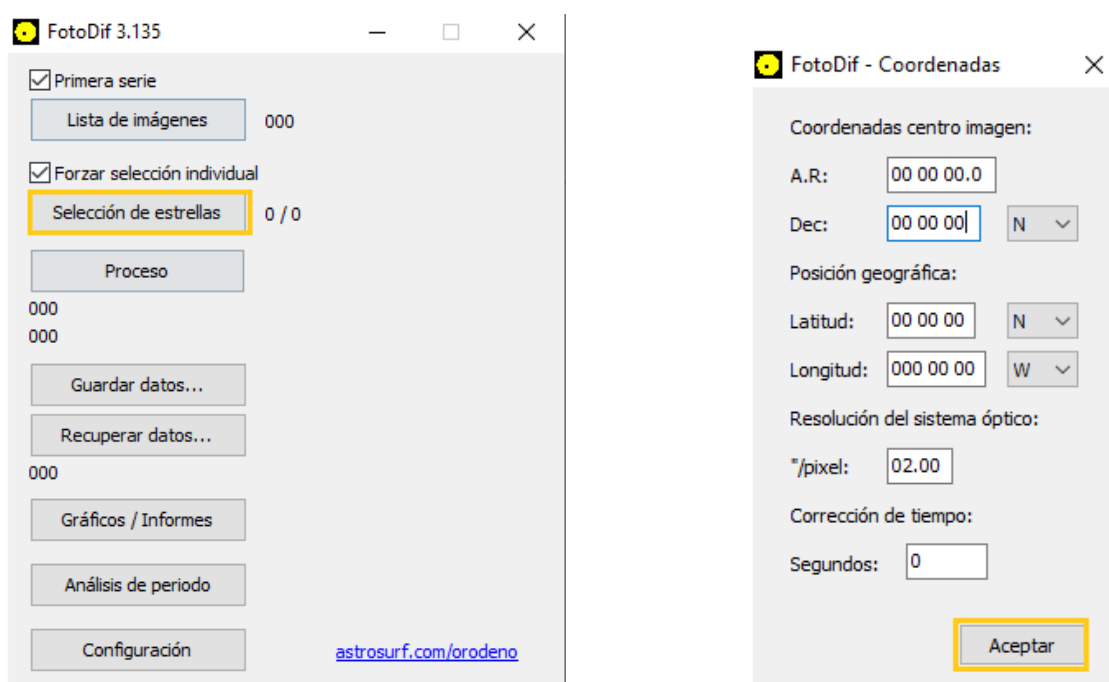 FotoDif 3.135
Primera serie
Lista de imágenes 000
Forzar selección individual
Selección de estrellas 0 / 0
Proceso
000
000
Guardar datos...
Recuperar datos...
000
Gráficos / Informes
Análisis de periodo
Configuración astrosurf.com/orodeno
FotoDif - Coordenadas
Coordenadas centro imagen:
A.R: 00 00 00.0
Dec: 00 00 00 N
Posición geográfica:
Latitud: 00 00 00 N
Longitud: 000 00 00 W
Resolución del sistema óptico:
"/pixel: 02.00
Corrección de tiempo:
Segundos: 0
Aceptar